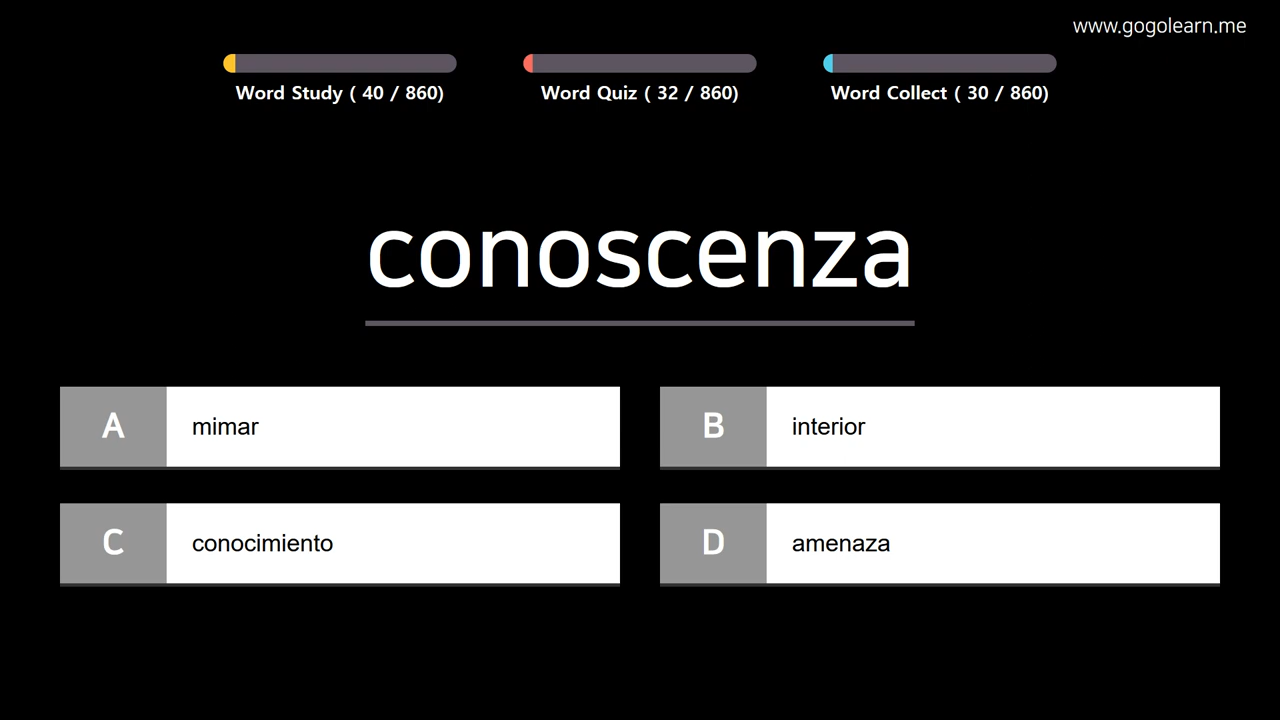 www.gogolearn.me
Word Study ( 40 / 860)
Word Quiz ( 32 / 860)
Word Collect ( 30 / 860)
conoscenza
A mimar
B interior
C conocimiento
D amenaza